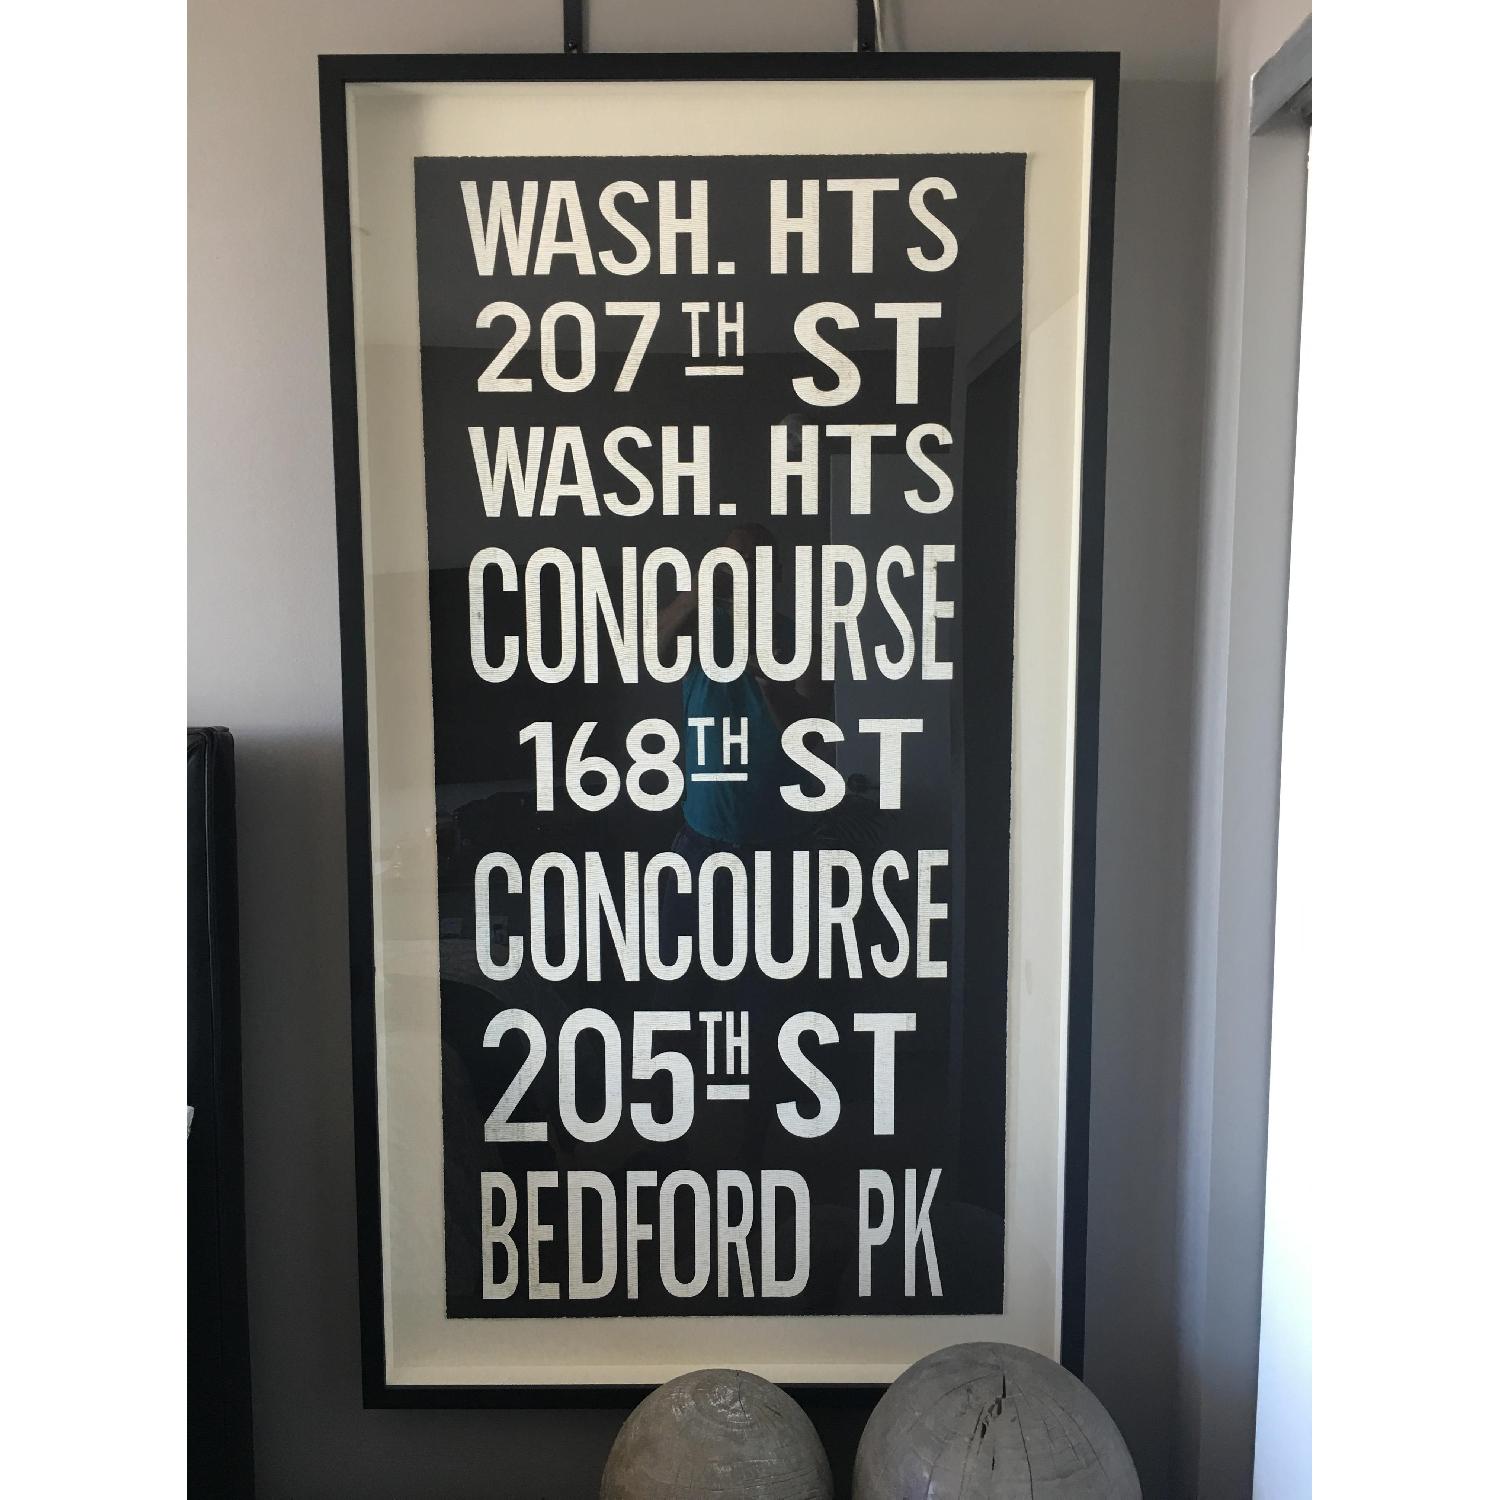 WASH. HTS
207TH ST
WASH. HTS
CONCOURSE
168TH ST
CONCOURSE
205TH ST
BEDFORD PK